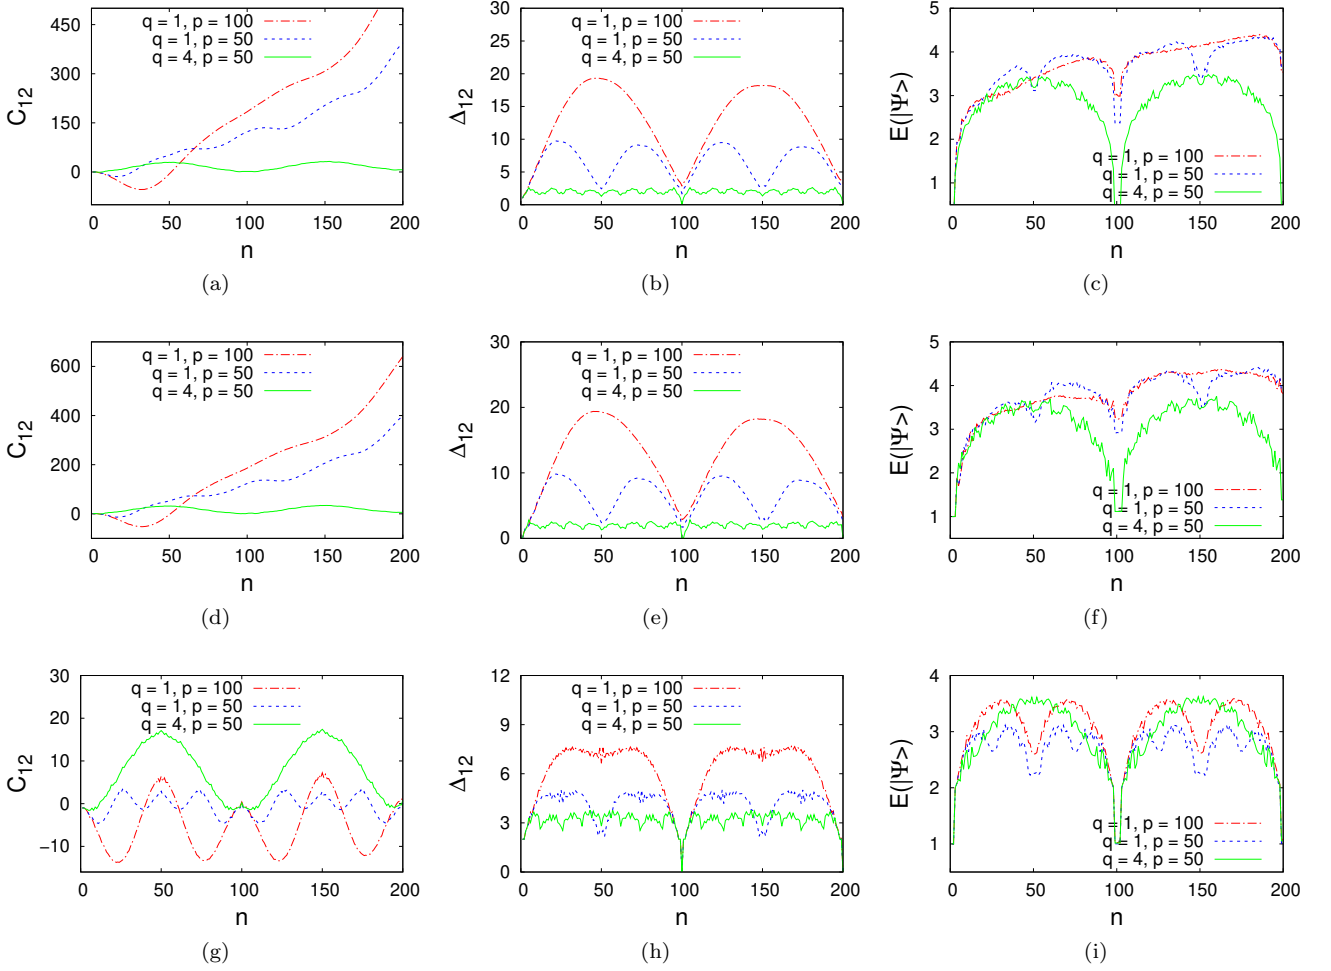 C12
500
300
150
0
0 50 100 150 200
n
q = 1, p = 100
q = 1, p = 50
q = 4, p = 50
(a)
Δ12
30
25
20
15
10
5
0
0 50 100 150 200
n
q = 1, p = 100
q = 1, p = 50
q = 4, p = 50
(b)
E(|Ψ>)
5
4
3
2
1
0 50 100 150 200
n
q = 1, p = 100
q = 1, p = 50
q = 4, p = 50
(c)
C12
600
400
200
0
0 50 100 150 200
n
q = 1, p = 100
q = 1, p = 50
q = 4, p = 50
(d)
Δ12
30
20
10
0
0 50 100 150 200
n
q = 1, p = 100
q = 1, p = 50
q = 4, p = 50
(e)
E(|Ψ>)
5
4
3
2
1
0 50 100 150 200
n
q = 1, p = 100
q = 1, p = 50
q = 4, p = 50
(f)
C12
30
20
10
0
−10
0 50 100 150 200
n
q = 1, p = 100
q = 1, p = 50
q = 4, p = 50
(g)
Δ12
12
9
6
3
0
0 50 100 150 200
n
q = 1, p = 100
q = 1, p = 50
q = 4, p = 50
(h)
E(|Ψ>)
4
3
2
1
0 50 100 150 200
n
q = 1, p = 100
q = 1, p = 50
q = 4, p = 50
(i)